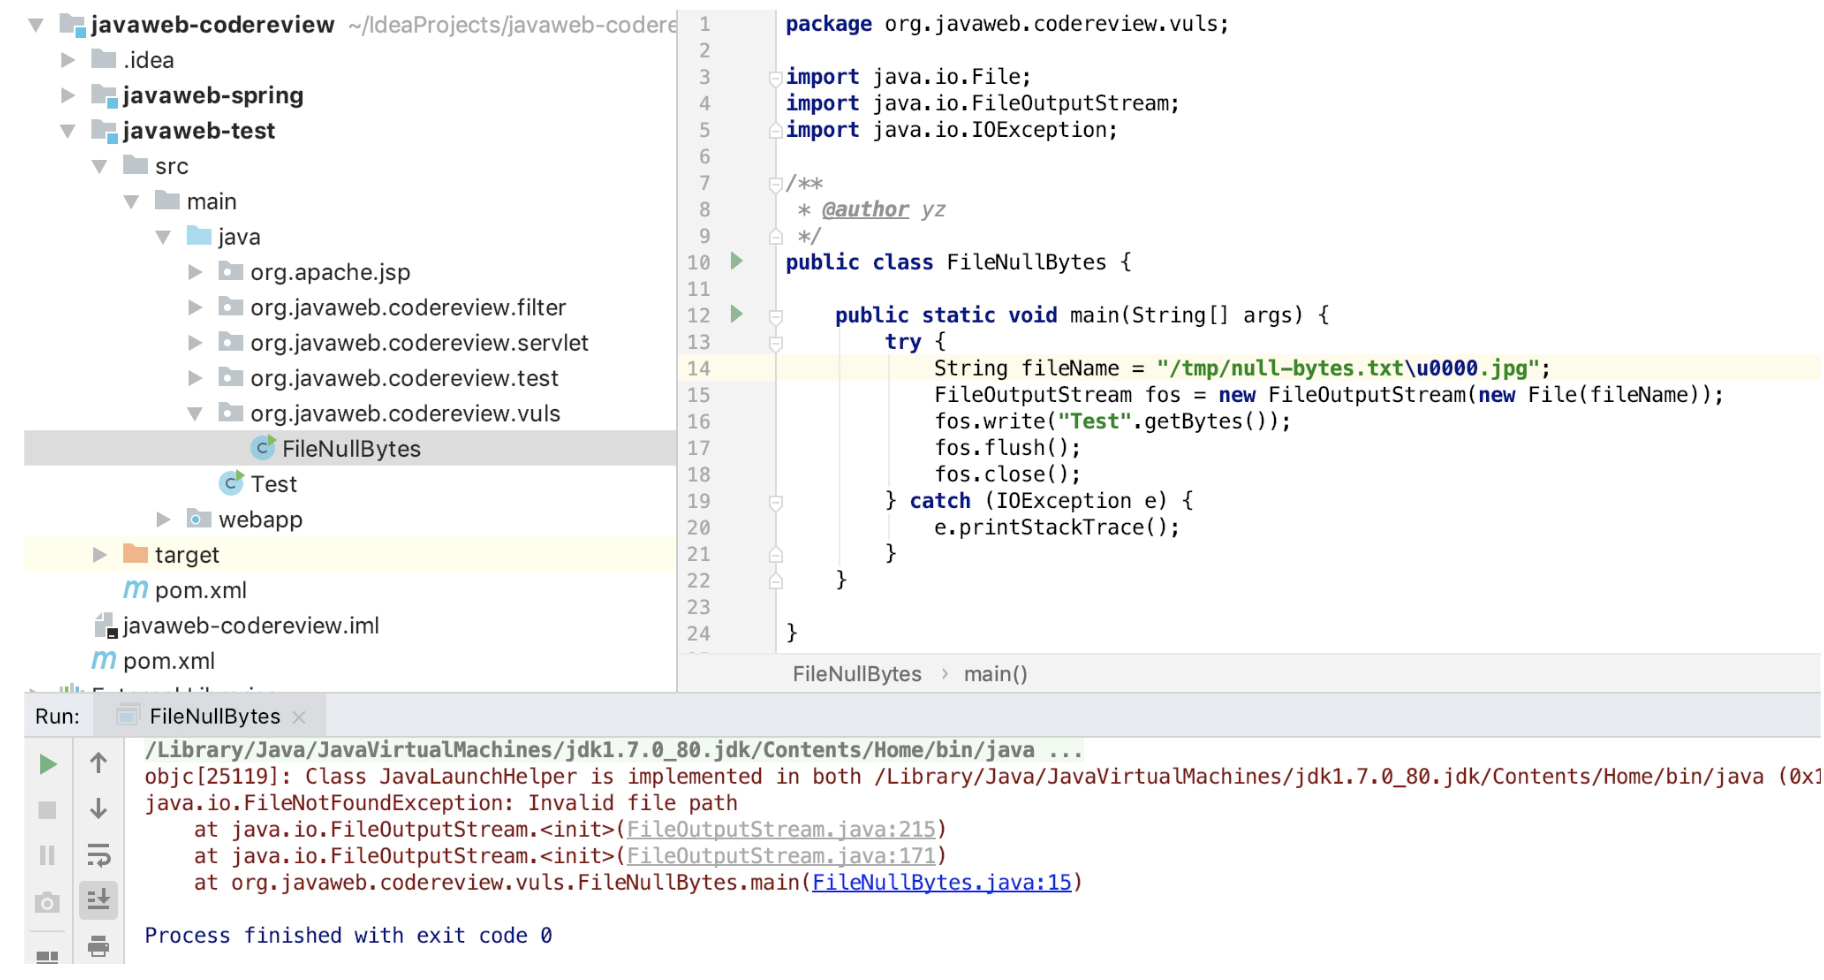 javaweb-codereview ~/IdeaProjects/javaweb-codere
.idea
javaweb-spring
javaweb-test
src
main
java
org.apache.jsp
org.javaweb.codereview.filter
org.javaweb.codereview.servlet
org.javaweb.codereview.test
org.javaweb.codereview.vuls
FileNullBytes
Test
webapp
target
pom.xml
javaweb-codereview.iml
pom.xml
1 package org.javaweb.codereview.vuls;
2
3 import java.io.File;
4 import java.io.FileOutputStream;
5 import java.io.IOException;
6
7 /**
8 * @author yz
9 */
10 public class FileNullBytes {
11
12 public static void main(String[] args) {
13 try {
14 String fileName = "/tmp/null-bytes.txt\u0000.jpg";
15 FileOutputStream fos = new FileOutputStream(new File(fileName));
16 fos.write("Test".getBytes());
17 fos.flush();
18 fos.close();
19 } catch (IOException e) {
20 e.printStackTrace();
21 }
22 }
23
24 }
FileNullBytes › main()
Run: FileNullBytes ×
/Library/Java/JavaVirtualMachines/jdk1.7.0_80.jdk/Contents/Home/bin/java ...
objc[25119]: Class JavaLaunchHelper is implemented in both /Library/Java/JavaVirtualMachines/jdk1.7.0_80.jdk/Contents/Home/bin/java (0x1
java.io.FileNotFoundException: Invalid file path
at java.io.FileOutputStream.<init>(FileOutputStream.java:215)
at java.io.FileOutputStream.<init>(FileOutputStream.java:171)
at org.javaweb.codereview.vuls.FileNullBytes.main(FileNullBytes.java:15)
Process finished with exit code 0